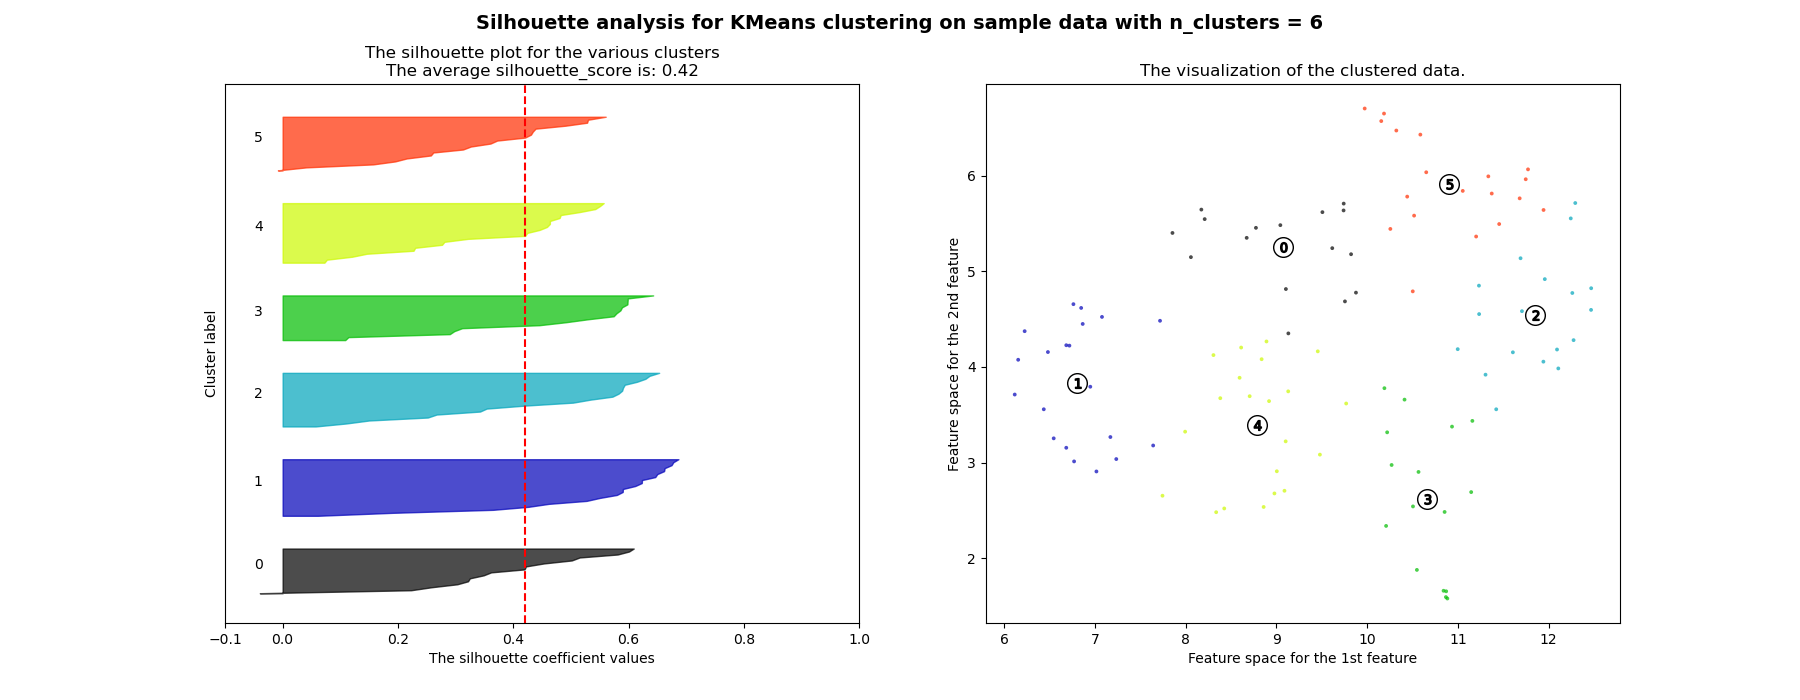 Silhouette analysis for KMeans clustering on sample data with n_clusters = 6
The silhouette plot for the various clusters
The average silhouette_score is: 0.42
5
4
3
2
1
0
Cluster label
−0.1 0.0 0.2 0.4 0.6 0.8 1.0
The silhouette coefficient values
The visualization of the clustered data.
6
5
4
3
2
Feature space for the 2nd feature
5
0
2
1
4
3
6 7 8 9 10 11 12
Feature space for the 1st feature